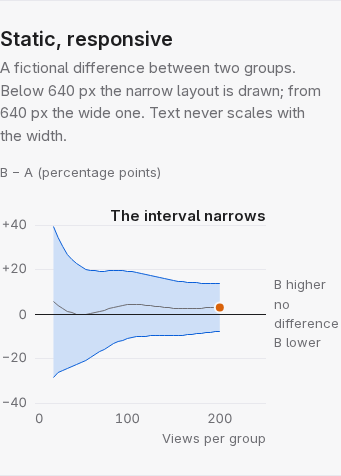 Static, responsive
A fictional difference between two groups.
Below 640 px the narrow layout is drawn; from
640 px the wide one. Text never scales with
the width.
B − A (percentage points)
The interval narrows
+40
+20
0
−20
−40
B higher
no
difference
B lower
0 100 200
Views per group